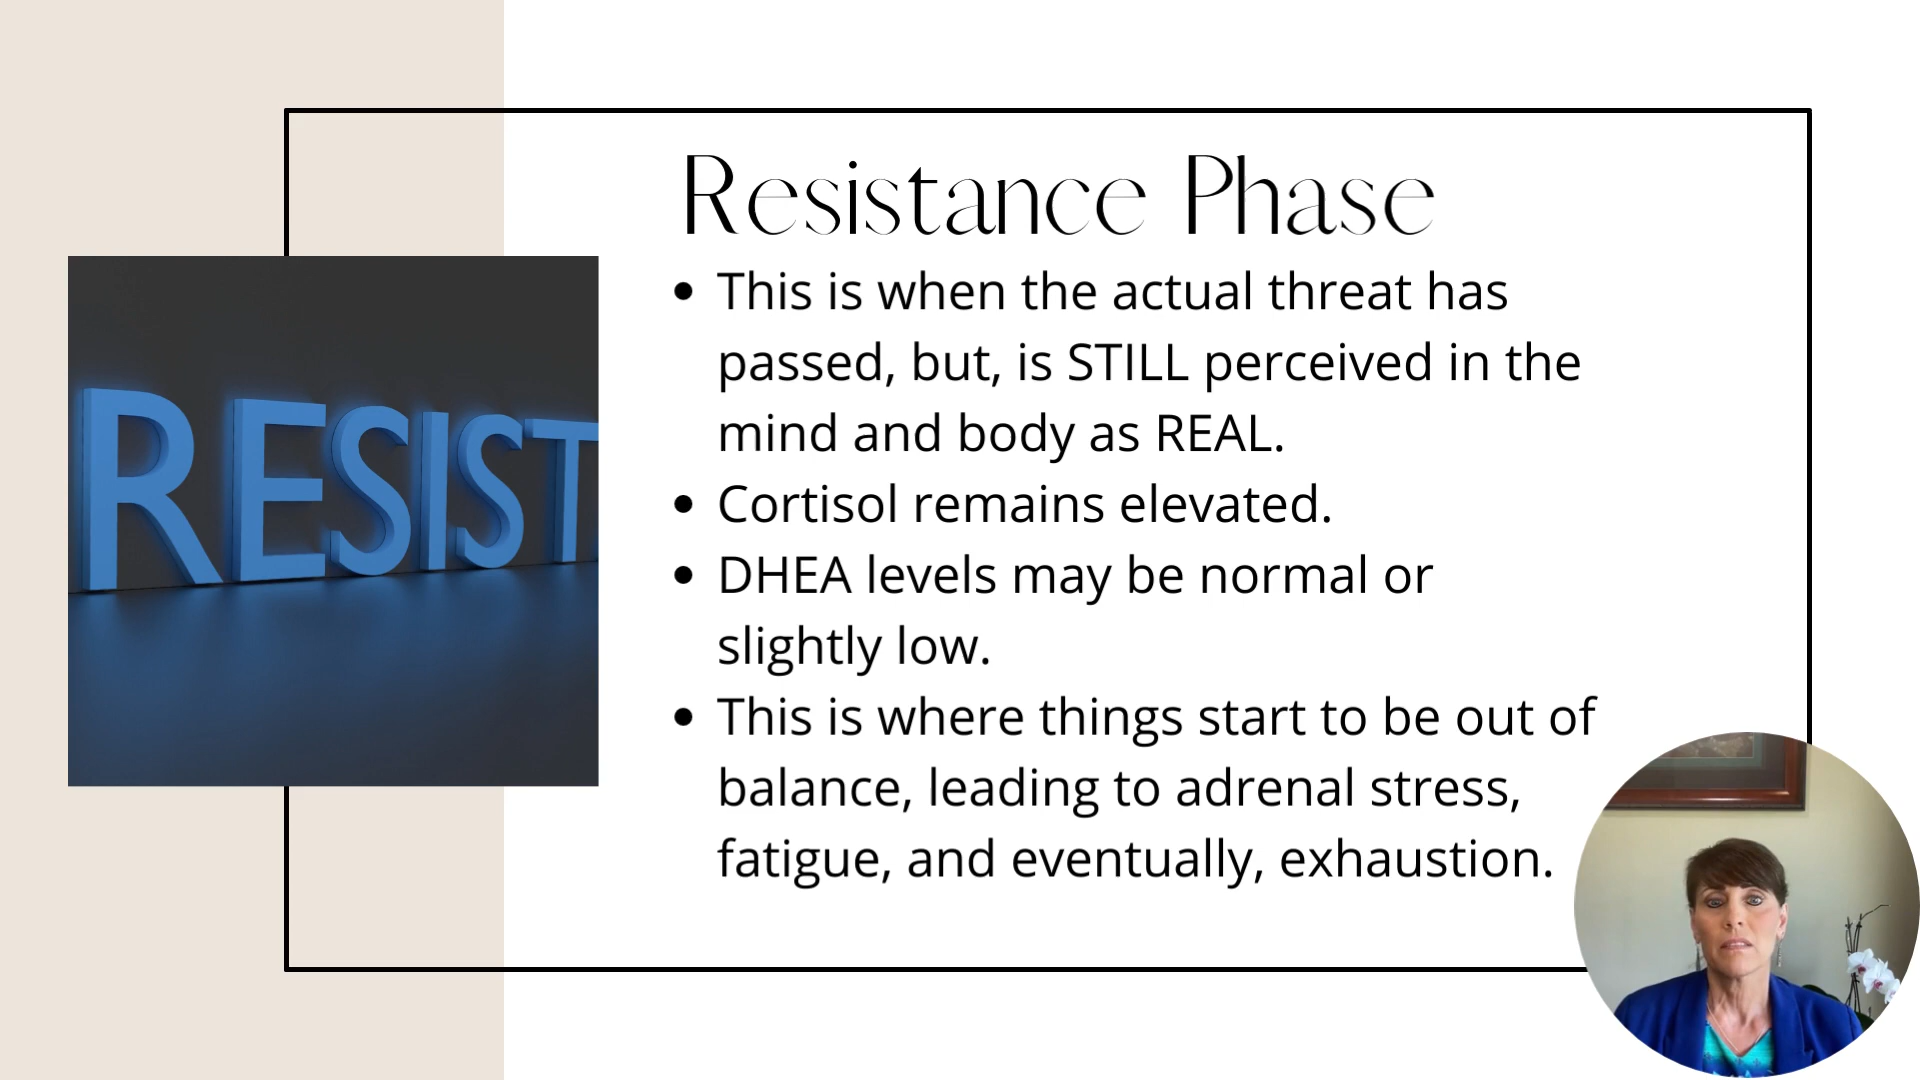 Resistance Phase
• This is when the actual threat has
passed, but, is STILL perceived in the
mind and body as REAL.
• Cortisol remains elevated.
• DHEA levels may be normal or
slightly low.
• This is where things start to be out of
balance, leading to adrenal stress,
fatigue, and eventually, exhaustion.
RESIST